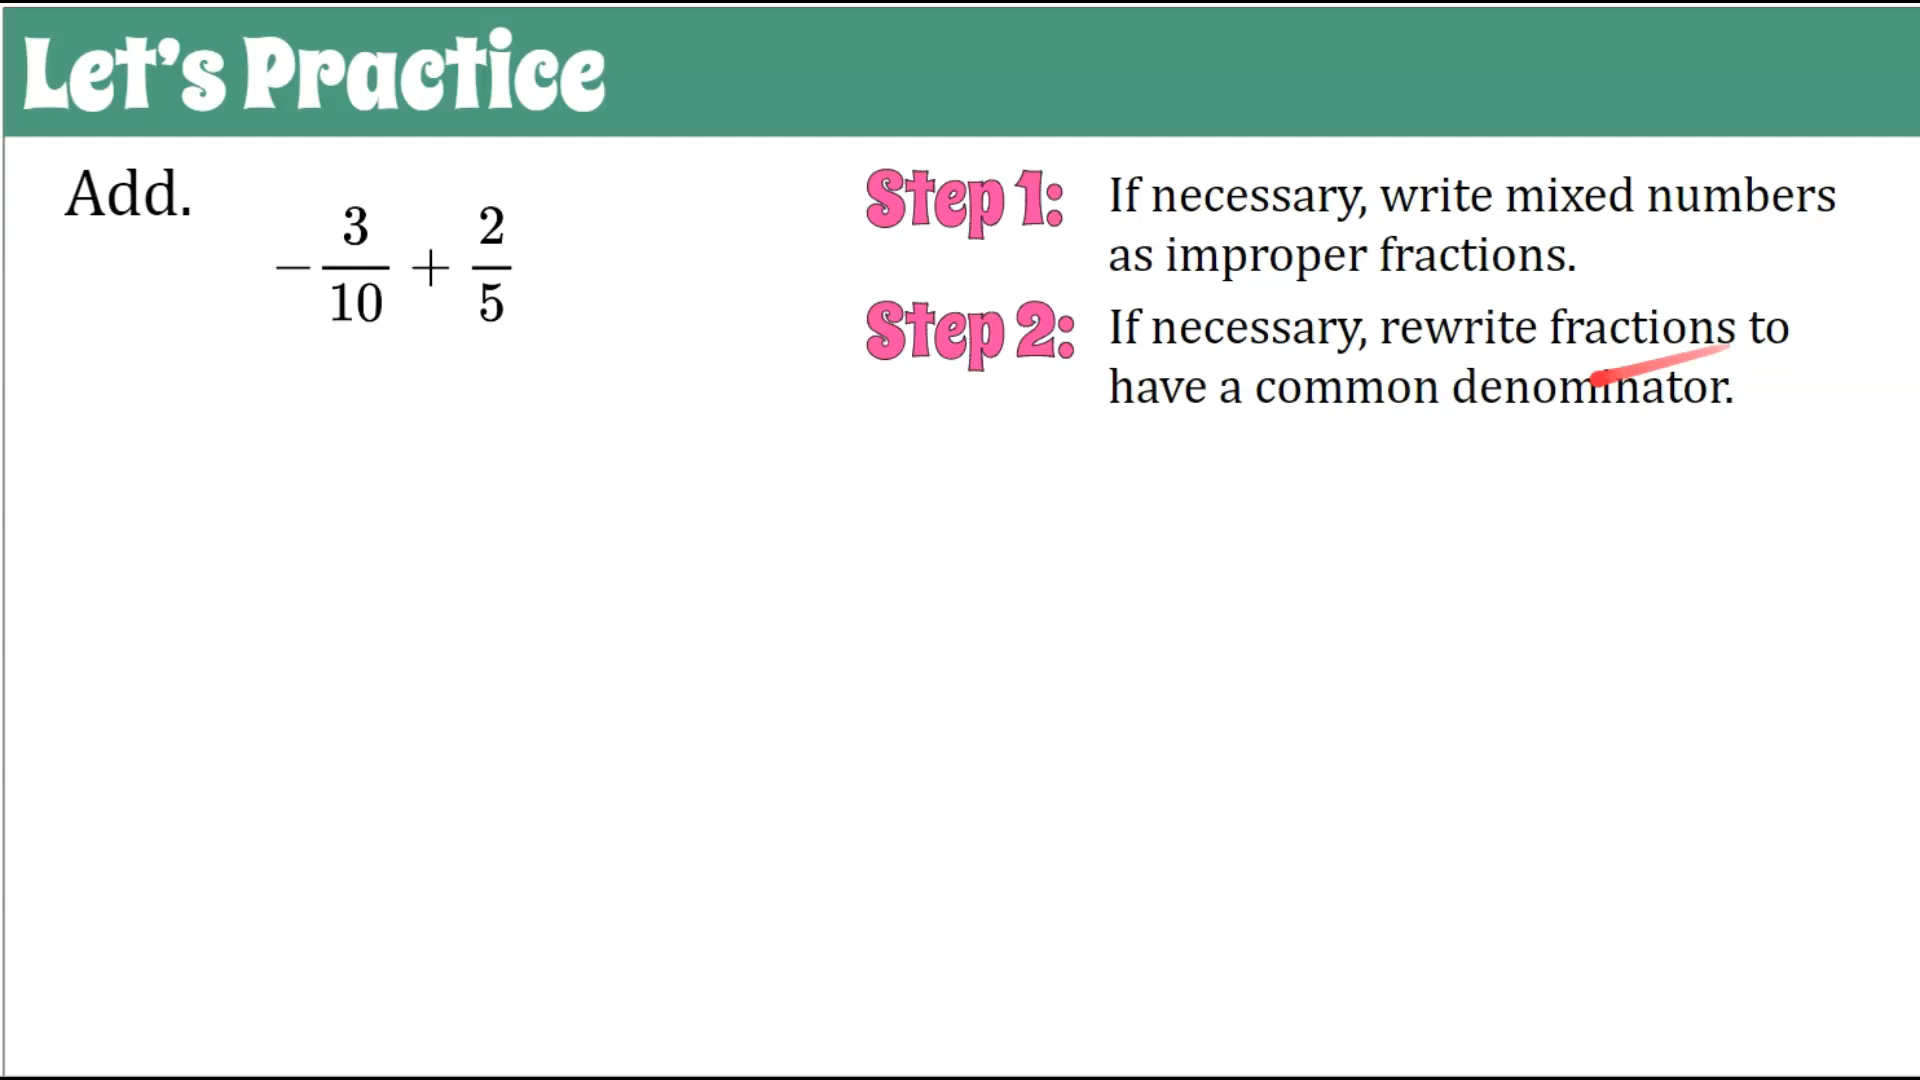 Let's Practice
Add.
−3/10 + 2/5
Step 1: If necessary, write mixed numbers
as improper fractions.
Step 2: If necessary, rewrite fractions to
have a common denominator.